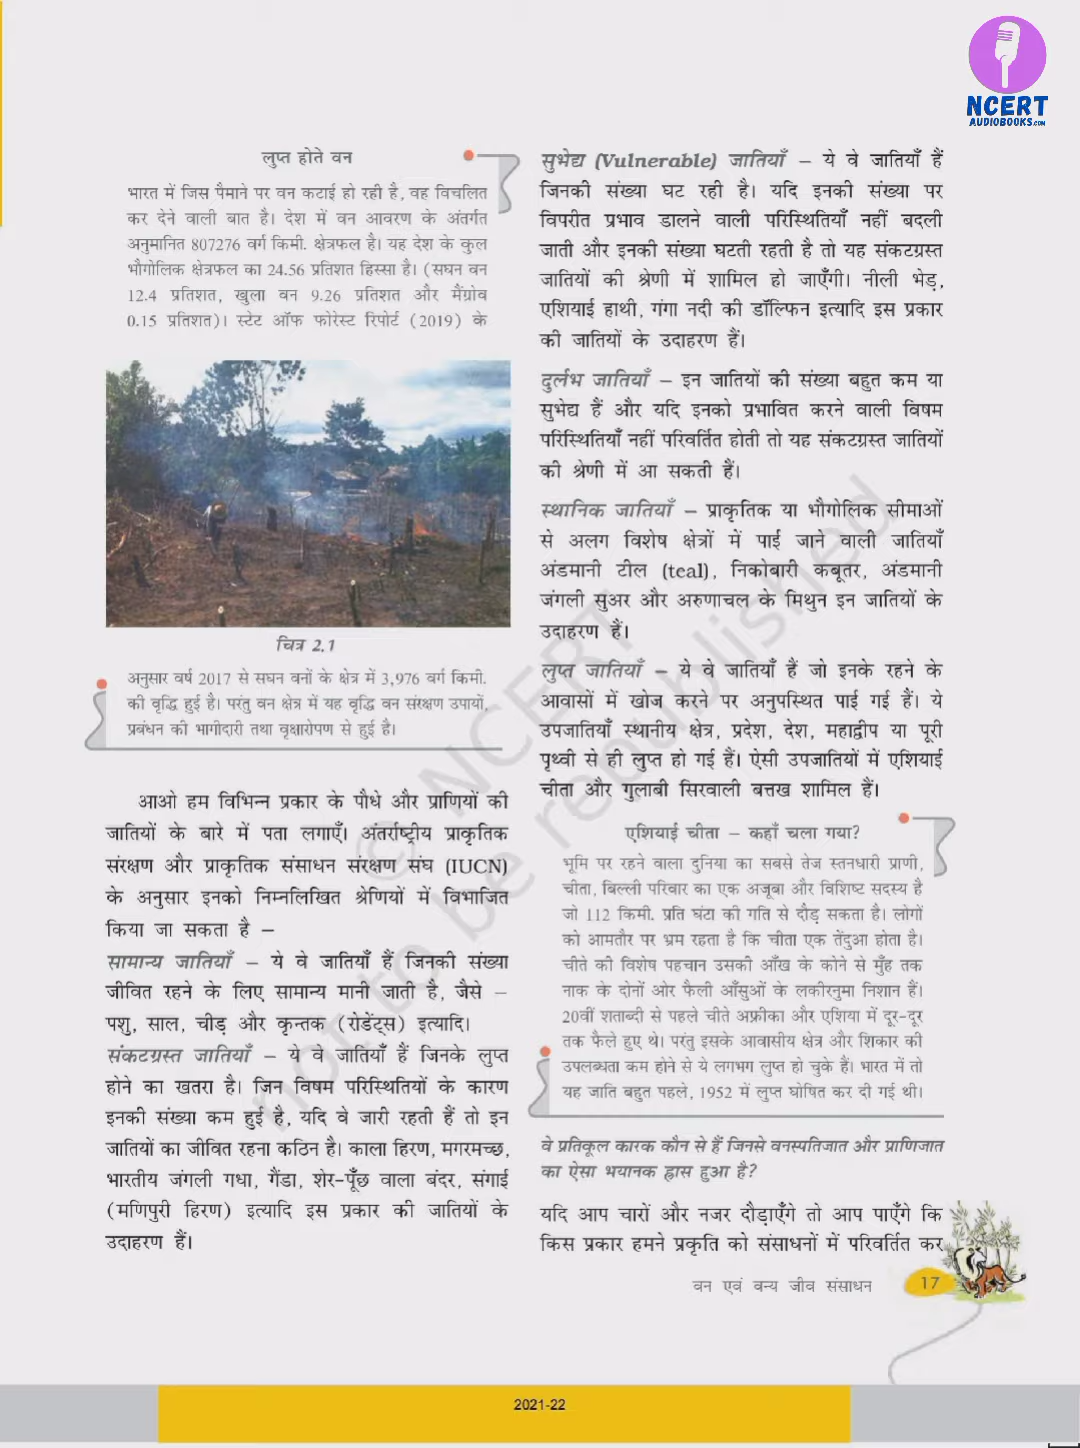 NCERT
AUDIOBOOKS.COM
लुप्त होते वन
भारत में जिस पैमाने पर वन कटाई हो रही है, वह विचलित
कर देने वाली बात है। देश में वन आवरण के अंतर्गत
अनुमानित 807276 वर्ग किमी. क्षेत्रफल है। यह देश के कुल
भौगोलिक क्षेत्रफल का 24.56 प्रतिशत हिस्सा है। (सघन वन
12.4 प्रतिशत, खुला वन 9.26 प्रतिशत और मैंग्रोव
0.15 प्रतिशत)। स्टेट ऑफ फोरेस्ट रिपोर्ट (2019) के
चित्र 2.1
अनुसार वर्ष 2017 से सघन वनों के क्षेत्र में 3,976 वर्ग किमी.
की वृद्धि हुई है। परंतु वन क्षेत्र में यह वृद्धि वन संरक्षण उपायों,
प्रबंधन की भागीदारी तथा वृक्षारोपण से हुई है।
आओ हम विभिन्न प्रकार के पौधे और प्राणियों की
जातियों के बारे में पता लगाएँ। अंतर्राष्ट्रीय प्राकृतिक
संरक्षण और प्राकृतिक संसाधन संरक्षण संघ (IUCN)
के अनुसार इनको निम्नलिखित श्रेणियों में विभाजित
किया जा सकता है –
सामान्य जातियाँ – ये वे जातियाँ हैं जिनकी संख्या
जीवित रहने के लिए सामान्य मानी जाती है, जैसे –
पशु, साल, चीड़ और कृन्तक (रोडेंट्स) इत्यादि।
संकटग्रस्त जातियाँ – ये वे जातियाँ हैं जिनके लुप्त
होने का खतरा है। जिन विषम परिस्थितियों के कारण
इनकी संख्या कम हुई है, यदि वे जारी रहती हैं तो इन
जातियों का जीवित रहना कठिन है। काला हिरण, मगरमच्छ,
भारतीय जंगली गधा, गैंडा, शेर-पूँछ वाला बंदर, संगाई
(मणिपुरी हिरण) इत्यादि इस प्रकार की जातियों के
उदाहरण हैं।
सुभेद्य (Vulnerable) जातियाँ – ये वे जातियाँ हैं
जिनकी संख्या घट रही है। यदि इनकी संख्या पर
विपरीत प्रभाव डालने वाली परिस्थितियाँ नहीं बदली
जाती और इनकी संख्या घटती रहती है तो यह संकटग्रस्त
जातियों की श्रेणी में शामिल हो जाएँगी। नीली भेड़,
एशियाई हाथी, गंगा नदी की डॉल्फिन इत्यादि इस प्रकार
की जातियों के उदाहरण हैं।
दुर्लभ जातियाँ – इन जातियों की संख्या बहुत कम या
सुभेद्य हैं और यदि इनको प्रभावित करने वाली विषम
परिस्थितियाँ नहीं परिवर्तित होती तो यह संकटग्रस्त जातियों
की श्रेणी में आ सकती हैं।
स्थानिक जातियाँ – प्राकृतिक या भौगोलिक सीमाओं
से अलग विशेष क्षेत्रों में पाई जाने वाली जातियाँ
अंडमानी टील (teal), निकोबारी कबूतर, अंडमानी
जंगली सुअर और अरुणाचल के मिथुन इन जातियों के
उदाहरण हैं।
लुप्त जातियाँ – ये वे जातियाँ हैं जो इनके रहने के
आवासों में खोज करने पर अनुपस्थित पाई गई हैं। ये
उपजातियाँ स्थानीय क्षेत्र, प्रदेश, देश, महाद्वीप या पूरी
पृथ्वी से ही लुप्त हो गई हैं। ऐसी उपजातियों में एशियाई
चीता और गुलाबी सिरवाली बत्तख शामिल हैं।
एशियाई चीता – कहाँ चला गया?
भूमि पर रहने वाला दुनिया का सबसे तेज स्तनधारी प्राणी,
चीता, बिल्ली परिवार का एक अजूबा और विशिष्ट सदस्य है
जो 112 किमी. प्रति घंटा की गति से दौड़ सकता है। लोगों
को आमतौर पर भ्रम रहता है कि चीता एक तेंदुआ होता है।
चीते की विशेष पहचान उसकी आँख के कोने से मुँह तक
नाक के दोनों ओर फैली आँसुओं के लकीरनुमा निशान हैं।
20वीं शताब्दी से पहले चीते अफ्रीका और एशिया में दूर-दूर
तक फैले हुए थे। परंतु इसके आवासीय क्षेत्र और शिकार की
उपलब्धता कम होने से ये लगभग लुप्त हो चुके हैं। भारत में तो
यह जाति बहुत पहले, 1952 में लुप्त घोषित कर दी गई थी।
वे प्रतिकूल कारक कौन से हैं जिनसे वनस्पतिजात और प्राणिजात
का ऐसा भयानक ह्रास हुआ है?
यदि आप चारों और नजर दौड़ाएँगे तो आप पाएँगे कि
किस प्रकार हमने प्रकृति को संसाधनों में परिवर्तित कर
वन एवं वन्य जीव संसाधन 17
© NCERT
not to be republished
2021-22